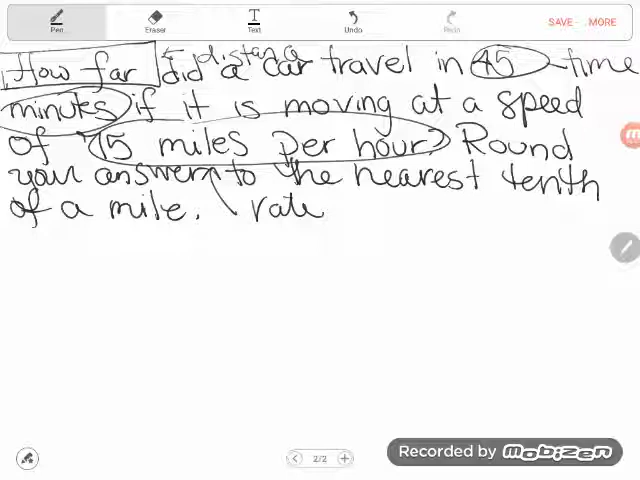 Pen
Eraser
Text
Undo
Redo
SAVE
MORE
← distance
How far did a car travel in 45 time
minutes if it is moving at a speed
of 75 miles per hour? Round
your answer to the nearest tenth
of a mile. rate
2/2
Recorded by mobizen